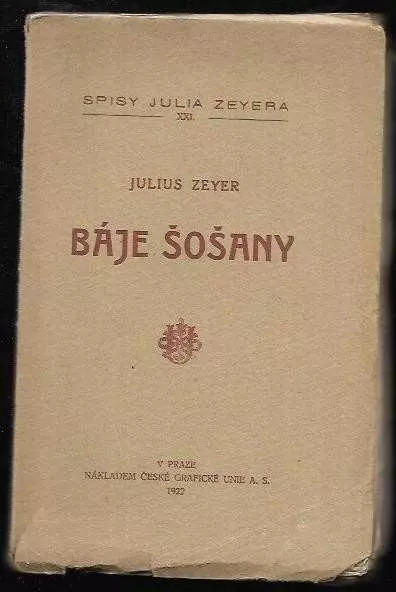 SPISY JULIA ZEYERA
XXI.
JULIUS ZEYER
BÁJE ŠOŠANY
V PRAZE
NÁKLADEM ČESKÉ GRAFICKÉ UNIE A. S.
1922